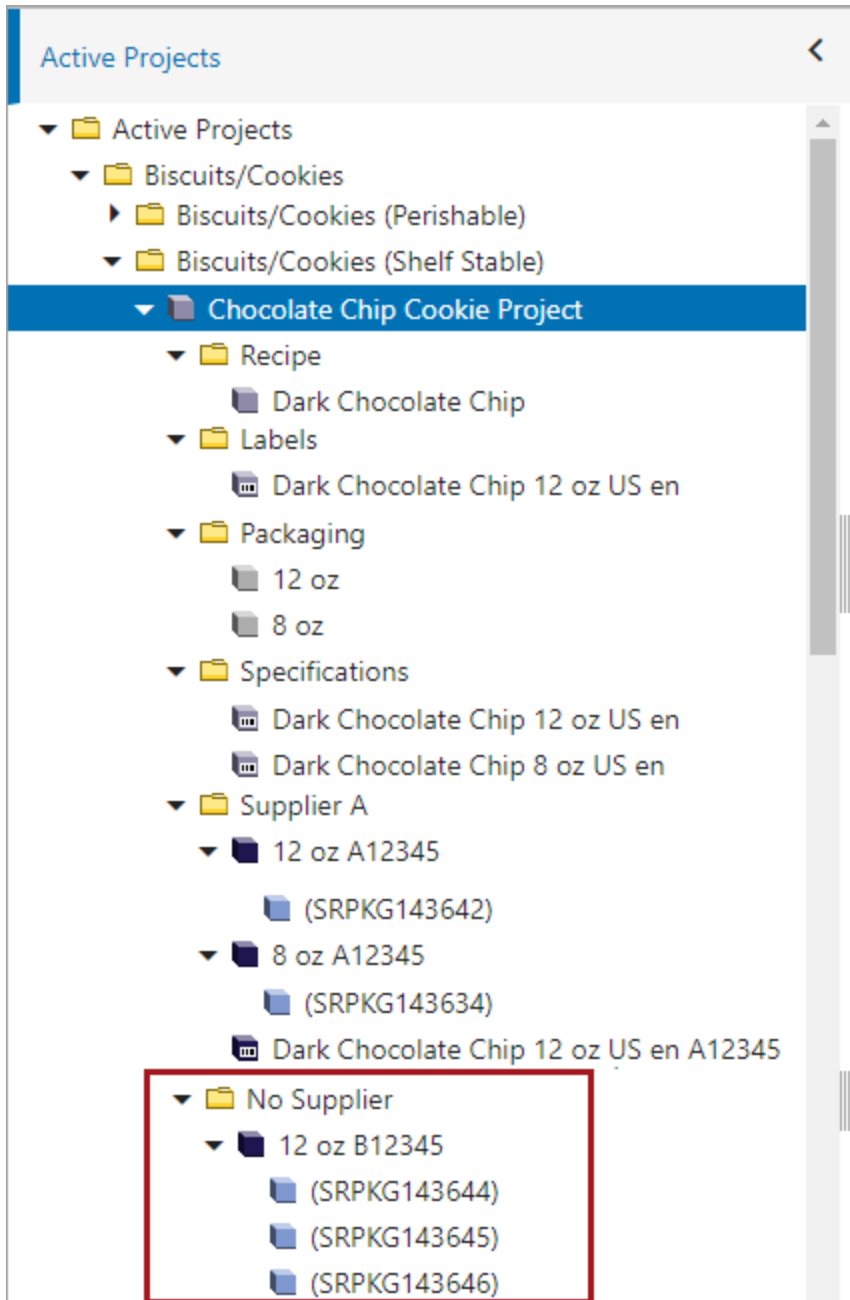 Active Projects
Active Projects
Biscuits/Cookies
Biscuits/Cookies (Perishable)
Biscuits/Cookies (Shelf Stable)
Chocolate Chip Cookie Project
Recipe
Dark Chocolate Chip
Labels
Dark Chocolate Chip 12 oz US en
Packaging
12 oz
8 oz
Specifications
Dark Chocolate Chip 12 oz US en
Dark Chocolate Chip 8 oz US en
Supplier A
12 oz A12345
(SRPKG143642)
8 oz A12345
(SRPKG143634)
Dark Chocolate Chip 12 oz US en A12345
No Supplier
12 oz B12345
(SRPKG143644)
(SRPKG143645)
(SRPKG143646)